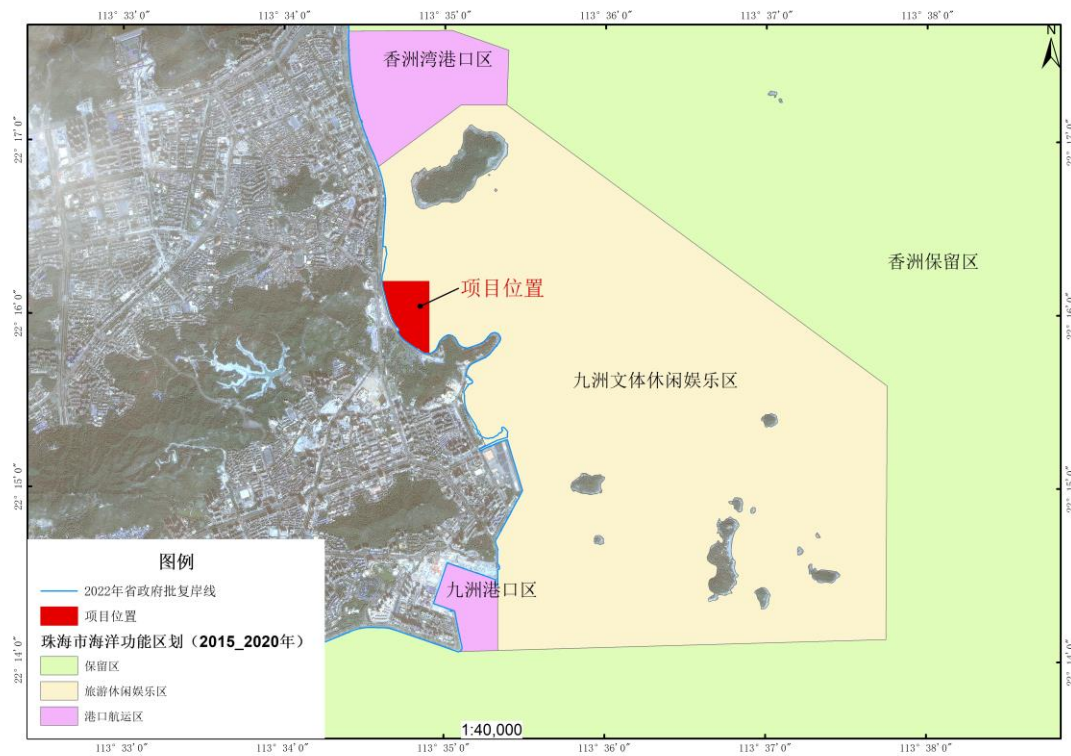 113° 33′ 0″
113° 34′ 0″
113° 35′ 0″
113° 36′ 0″
113° 37′ 0″
113° 38′ 0″
N
香洲湾港口区
22° 17′ 0″
22° 17′ 0″
香洲保留区
项目位置
22° 16′ 0″
22° 16′ 0″
九洲文体休闲娱乐区
22° 15′ 0″
22° 15′ 0″
九洲港口区
图例
2022年省政府批复岸线
项目位置
珠海市海洋功能区划（2015_2020年）
保留区
旅游休闲娱乐区
港口航运区
22° 14′ 0″
22° 14′ 0″
1:40,000
113° 33′ 0″
113° 34′ 0″
113° 35′ 0″
113° 36′ 0″
113° 37′ 0″
113° 38′ 0″